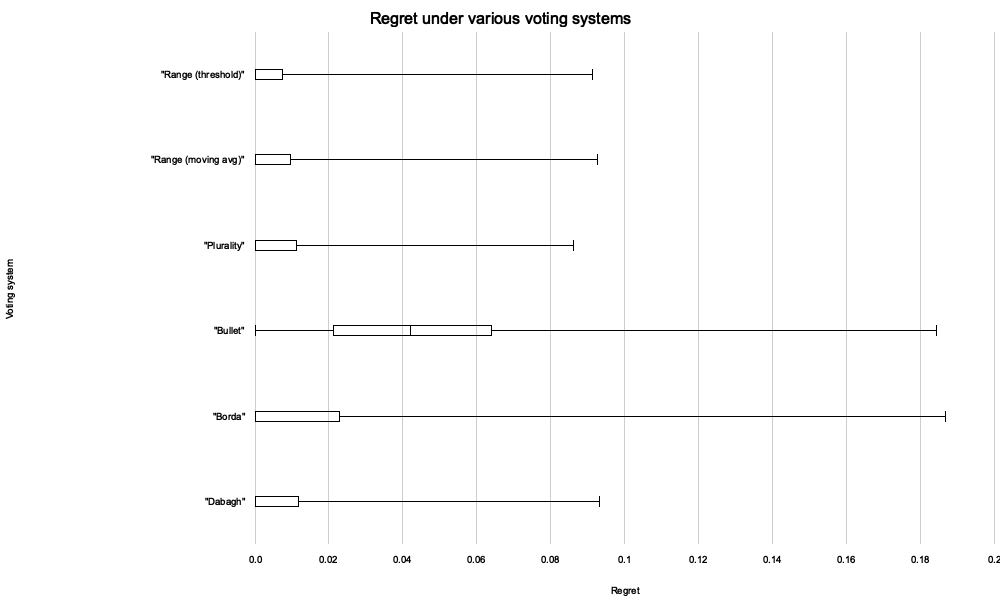 Regret under various voting systems
"Range (threshold)"
"Range (moving avg)"
"Plurality"
Voting system
"Bullet"
"Borda"
"Dabagh"
0.0 0.02 0.04 0.06 0.08 0.1 0.12 0.14 0.16 0.18 0.2
Regret